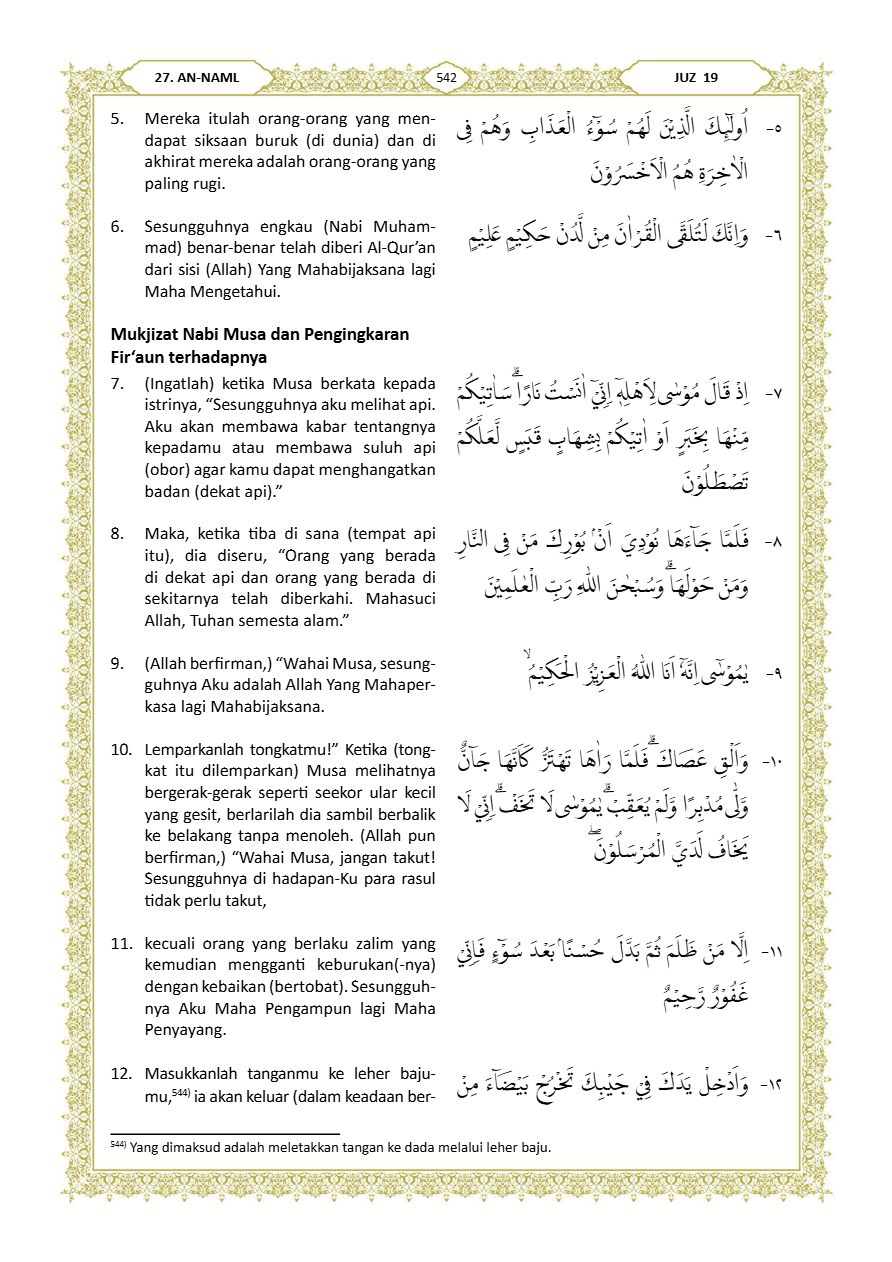 27. AN-NAML
542
JUZ 19
5. Mereka itulah orang-orang yang men-
dapat siksaan buruk (di dunia) dan di
akhirat mereka adalah orang-orang yang
paling rugi.
٥- اُولٰۤىِٕكَ الَّذِيْنَ لَهُمْ سُوْۤءُ الْعَذَابِ وَهُمْ فِى
الْاٰخِرَةِ هُمُ الْاَخْسَرُوْنَ
6. Sesungguhnya engkau (Nabi Muham-
mad) benar-benar telah diberi Al-Qur’an
dari sisi (Allah) Yang Mahabijaksana lagi
Maha Mengetahui.
٦- وَاِنَّكَ لَتُلَقَّى الْقُرْاٰنَ مِنْ لَّدُنْ حَكِيْمٍ عَلِيْمٍ
Mukjizat Nabi Musa dan Pengingkaran
Fir‘aun terhadapnya
7. (Ingatlah) ketika Musa berkata kepada
istrinya, “Sesungguhnya aku melihat api.
Aku akan membawa kabar tentangnya
kepadamu atau membawa suluh api
(obor) agar kamu dapat menghangatkan
badan (dekat api).”
٧- اِذْ قَالَ مُوْسٰى لِاَهْلِهٖٓ اِنِّيْٓ اٰنَسْتُ نَارًاۗ سَاٰتِيْكُمْ
مِّنْهَا بِخَبَرٍ اَوْ اٰتِيْكُمْ بِشِهَابٍ قَبَسٍ لَّعَلَّكُمْ
تَصْطَلُوْنَ
8. Maka, ketika tiba di sana (tempat api
itu), dia diseru, “Orang yang berada
di dekat api dan orang yang berada di
sekitarnya telah diberkahi. Mahasuci
Allah, Tuhan semesta alam.”
٨- فَلَمَّا جَاۤءَهَا نُوْدِيَ اَنْۢ بُوْرِكَ مَنْ فِى النَّارِ
وَمَنْ حَوْلَهَاۗ وَسُبْحٰنَ اللّٰهِ رَبِّ الْعٰلَمِيْنَ
9. (Allah berfirman,) “Wahai Musa, sesung-
guhnya Aku adalah Allah Yang Mahaper-
kasa lagi Mahabijaksana.
٩- يٰمُوْسٰٓى اِنَّهٗٓ اَنَا اللّٰهُ الْعَزِيْزُ الْحَكِيْمُۙ
10. Lemparkanlah tongkatmu!” Ketika (tong-
kat itu dilemparkan) Musa melihatnya
bergerak-gerak seperti seekor ular kecil
yang gesit, berlarilah dia sambil berbalik
ke belakang tanpa menoleh. (Allah pun
berfirman,) “Wahai Musa, jangan takut!
Sesungguhnya di hadapan-Ku para rasul
tidak perlu takut,
١٠- وَاَلْقِ عَصَاكَۗ فَلَمَّا رَاٰهَا تَهْتَزُّ كَاَنَّهَا جَاۤنٌّ
وَّلّٰى مُدْبِرًا وَّلَمْ يُعَقِّبْۗ يٰمُوْسٰى لَا تَخَفْۗ اِنِّيْ لَا
يَخَافُ لَدَيَّ الْمُرْسَلُوْنَۖ
11. kecuali orang yang berlaku zalim yang
kemudian mengganti keburukan(-nya)
dengan kebaikan (bertobat). Sesungguh-
nya Aku Maha Pengampun lagi Maha
Penyayang.
١١- اِلَّا مَنْ ظَلَمَ ثُمَّ بَدَّلَ حُسْنًاۢ بَعْدَ سُوْۤءٍ فَاِنِّيْ
غَفُوْرٌ رَّحِيْمٌ
12. Masukkanlah tanganmu ke leher baju-
mu,544) ia akan keluar (dalam keadaan ber-
١٢- وَاَدْخِلْ يَدَكَ فِيْ جَيْبِكَ تَخْرُجْ بَيْضَاۤءَ مِنْ
544) Yang dimaksud adalah meletakkan tangan ke dada melalui leher baju.